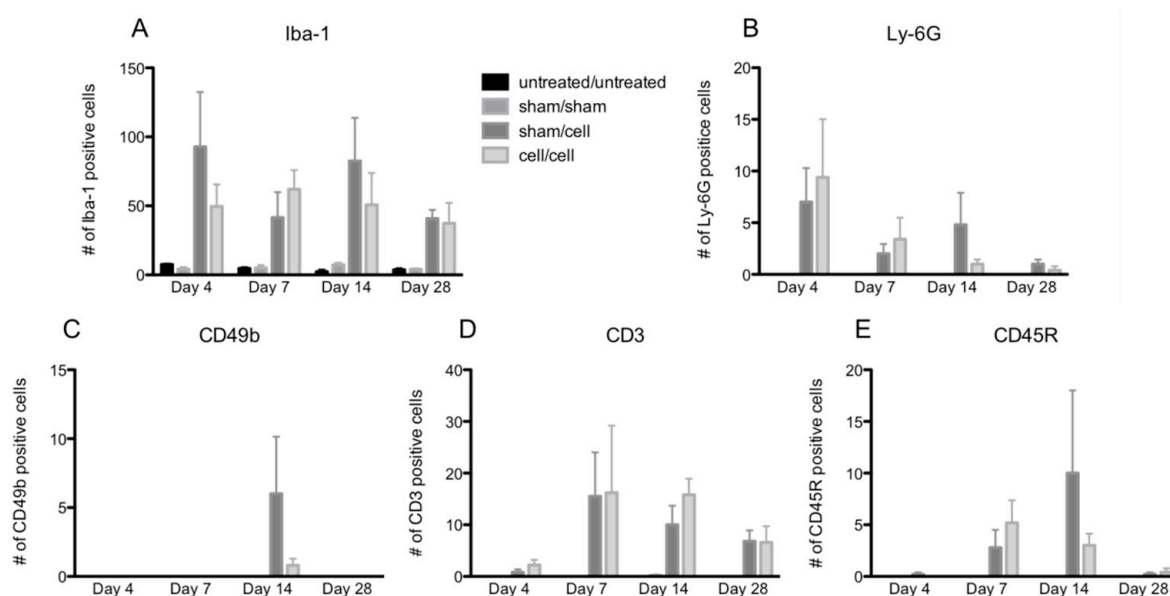 A
Iba-1
# of Iba-1 positive cells
150
100
50
0
Day 4 Day 7 Day 14 Day 28
untreated/untreated
sham/sham
sham/cell
cell/cell
B
Ly-6G
# of Ly-6G positice cells
20
15
10
5
0
Day 4 Day 7 Day 14 Day 28
C
CD49b
# of CD49b positive cells
15
10
5
0
Day 4 Day 7 Day 14 Day 28
D
CD3
# of CD3 positive cells
40
30
20
10
0
Day 4 Day 7 Day 14 Day 28
E
CD45R
# of CD45R positive cells
20
15
10
5
0
Day 4 Day 7 Day 14 Day 28